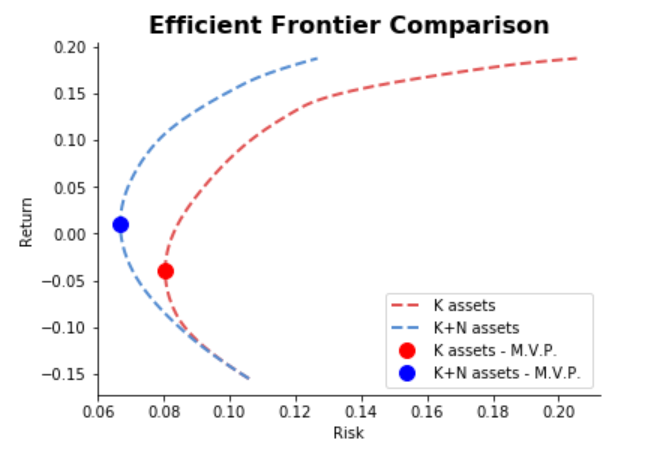 Efficient Frontier Comparison
0.20
0.15
0.10
0.05
0.00
−0.05
−0.10
−0.15
Return
K assets
K+N assets
K assets - M.V.P.
K+N assets - M.V.P.
0.06 0.08 0.10 0.12 0.14 0.16 0.18 0.20
Risk